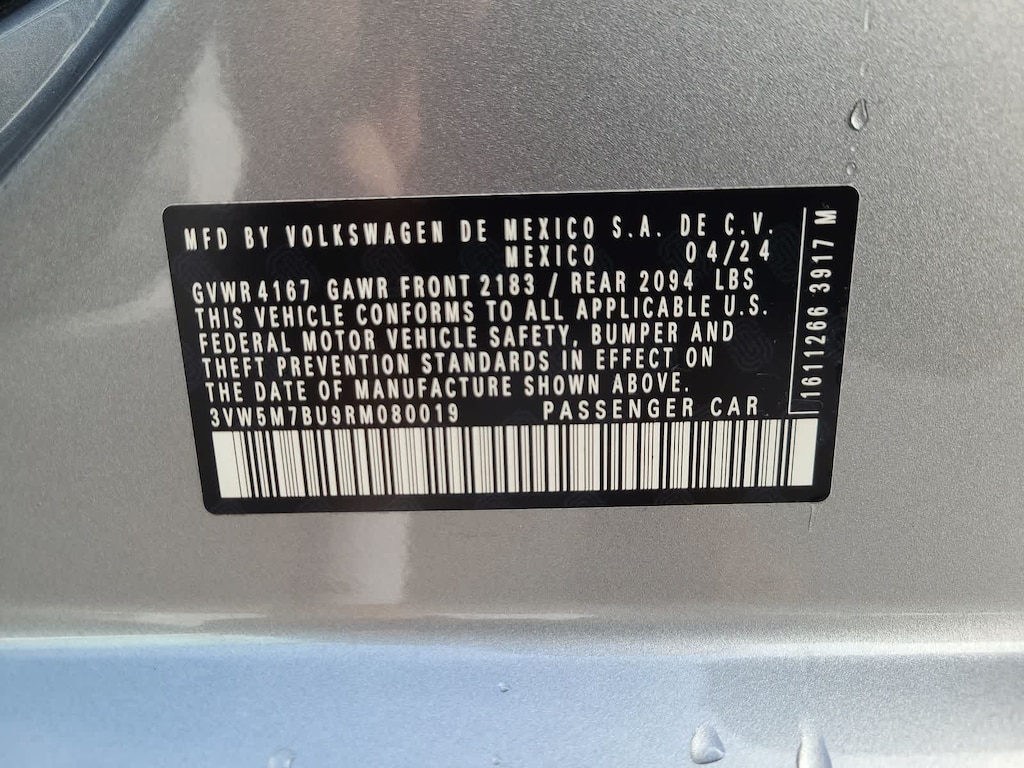 MFD BY VOLKSWAGEN DE MEXICO S.A. DE C.V.
MEXICO 04/24
GVWR 4167 GAWR FRONT 2183 / REAR 2094 LBS
THIS VEHICLE CONFORMS TO ALL APPLICABLE U.S.
FEDERAL MOTOR VEHICLE SAFETY, BUMPER AND
THEFT PREVENTION STANDARDS IN EFFECT ON
THE DATE OF MANUFACTURE SHOWN ABOVE.
3VW5M7BU9RM080019 PASSENGER CAR
1611266 3917 M